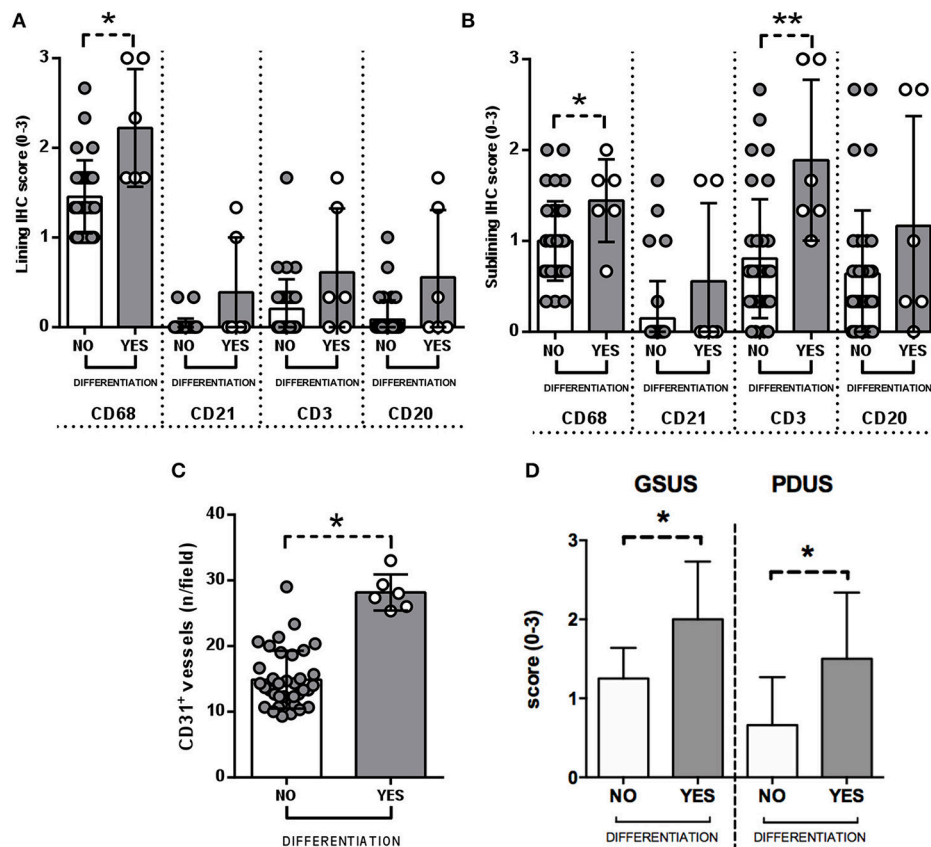 A
*
Lining IHC score (0-3)
3
2
1
0
NO YES NO YES NO YES NO YES
DIFFERENTIATION DIFFERENTIATION DIFFERENTIATION DIFFERENTIATION
CD68 CD21 CD3 CD20
B
**
*
Sublining IHC score (0-3)
3
2
1
0
NO YES NO YES NO YES NO YES
DIFFERENTIATION DIFFERENTIATION DIFFERENTIATION DIFFERENTIATION
CD68 CD21 CD3 CD20
C
*
CD31+ vessels (n/field)
40
30
20
10
0
NO YES
DIFFERENTIATION
D
GSUS PDUS
* *
score (0-3)
3
2
1
0
NO YES NO YES
DIFFERENTIATION DIFFERENTIATION